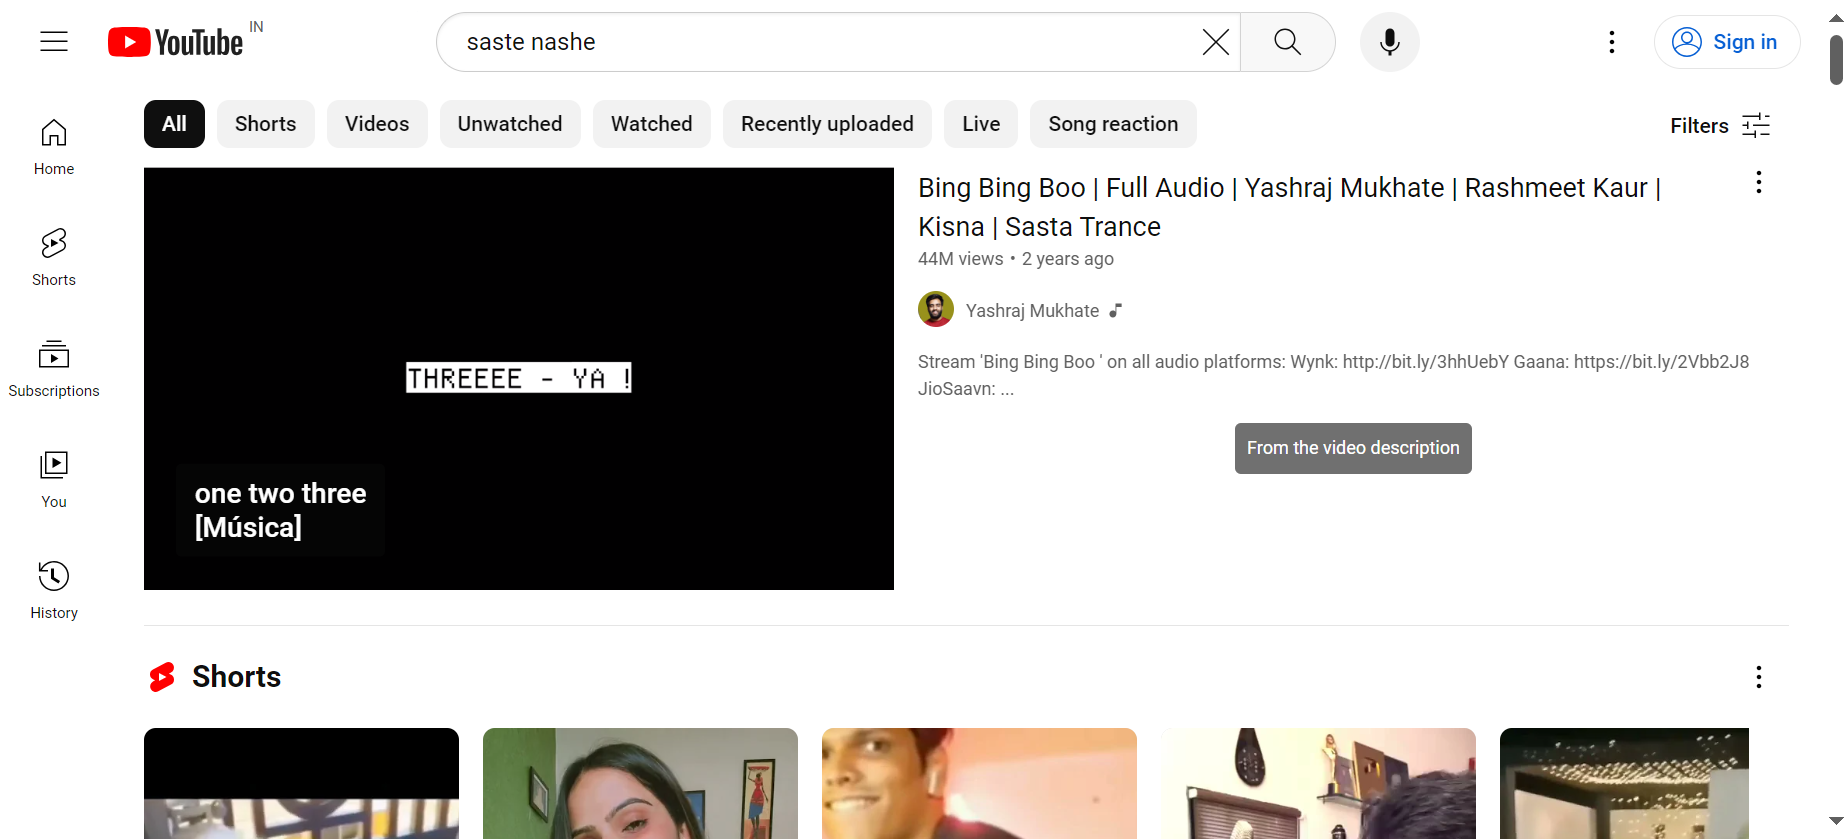 YouTube IN
saste nashe
Sign in
All
Shorts
Videos
Unwatched
Watched
Recently uploaded
Live
Song reaction
Filters
Home
Shorts
Subscriptions
You
History
THREEEE - YA !
one two three
[Música]
Bing Bing Boo | Full Audio | Yashraj Mukhate | Rashmeet Kaur |
Kisna | Sasta Trance
44M views • 2 years ago
Yashraj Mukhate
Stream 'Bing Bing Boo ' on all audio platforms: Wynk: http://bit.ly/3hhUebY Gaana: https://bit.ly/2Vbb2J8
JioSaavn: ...
From the video description
Shorts